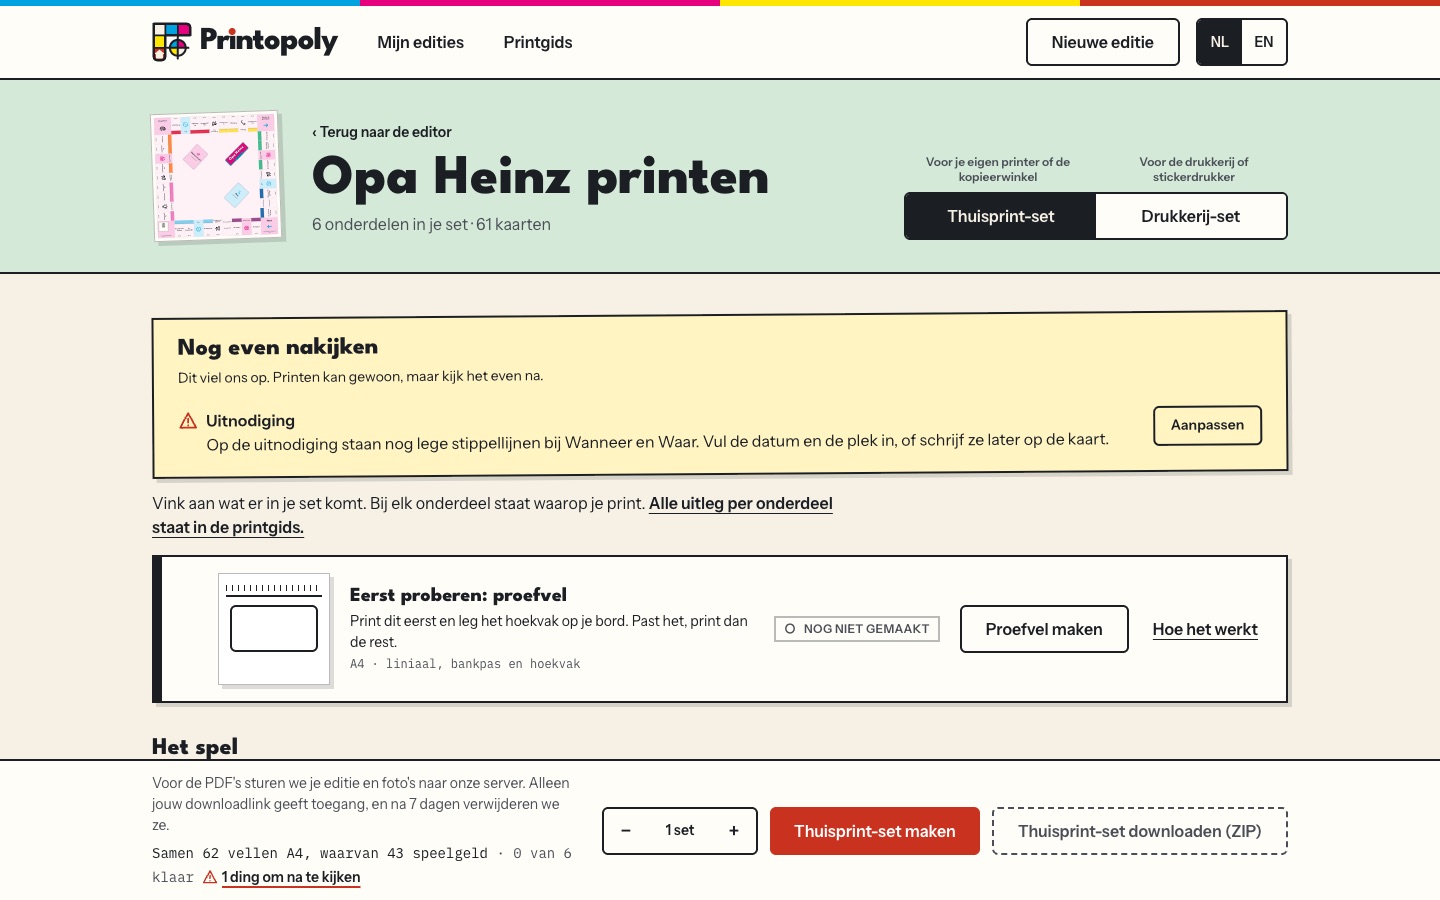 Printopoly
Mijn edities
Printgids
Nieuwe editie
NL
EN
‹ Terug naar de editor
Opa Heinz printen
6 onderdelen in je set · 61 kaarten
Voor je eigen printer of de
kopieerwinkel
Voor de drukkerij of
stickerdrukker
Thuisprint-set
Drukkerij-set
Nog even nakijken
Dit viel ons op. Printen kan gewoon, maar kijk het even na.
Uitnodiging
Op de uitnodiging staan nog lege stippellijnen bij Wanneer en Waar. Vul de datum en de plek in, of schrijf ze later op de kaart.
Aanpassen
Vink aan wat er in je set komt. Bij elk onderdeel staat waarop je print. Alle uitleg per onderdeel
staat in de printgids.
Eerst proberen: proefvel
Print dit eerst en leg het hoekvak op je bord. Past het, print dan
de rest.
A4 · liniaal, bankpas en hoekvak
NOG NIET GEMAAKT
Proefvel maken
Hoe het werkt
Het spel
Voor de PDF's sturen we je editie en foto's naar onze server. Alleen
jouw downloadlink geeft toegang, en na 7 dagen verwijderen we
ze.
Samen 62 vellen A4, waarvan 43 speelgeld · 0 van 6
klaar 1 ding om na te kijken
− 1 set +
Thuisprint-set maken
Thuisprint-set downloaden (ZIP)